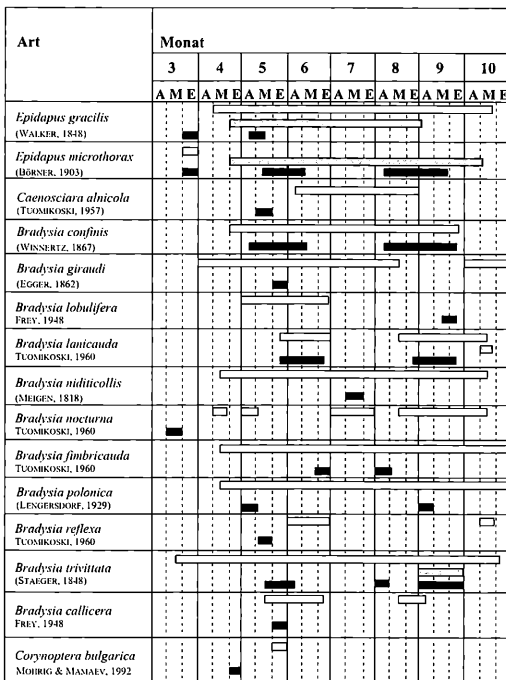 Art
Monat
3 4 5 6 7 8 9 10
A M E A M E A M E A M E A M E A M E A M E A M E
Epidapus gracilis
(WALKER, 1848)
Epidapus microthorax
(BÖRNER, 1903)
Caenosciara alnicola
(TUOMIKOSKI, 1957)
Bradysia confinis
(WINNERTZ, 1867)
Bradysia giraudi
(EGGER, 1862)
Bradysia lobulifera
FREY, 1948
Bradysia lanicauda
TUOMIKOSKI, 1960
Bradysia niditicollis
(MEIGEN, 1818)
Bradysia nocturna
TUOMIKOSKI, 1960
Bradysia fimbricauda
TUOMIKOSKI, 1960
Bradysia polonica
(LENGERSDORF, 1929)
Bradysia reflexa
TUOMIKOSKI, 1960
Bradysia trivittata
(STAEGER, 1848)
Bradysia callicera
FREY, 1948
Corynoptera bulgarica
MOHRIG & MAMAEV, 1992